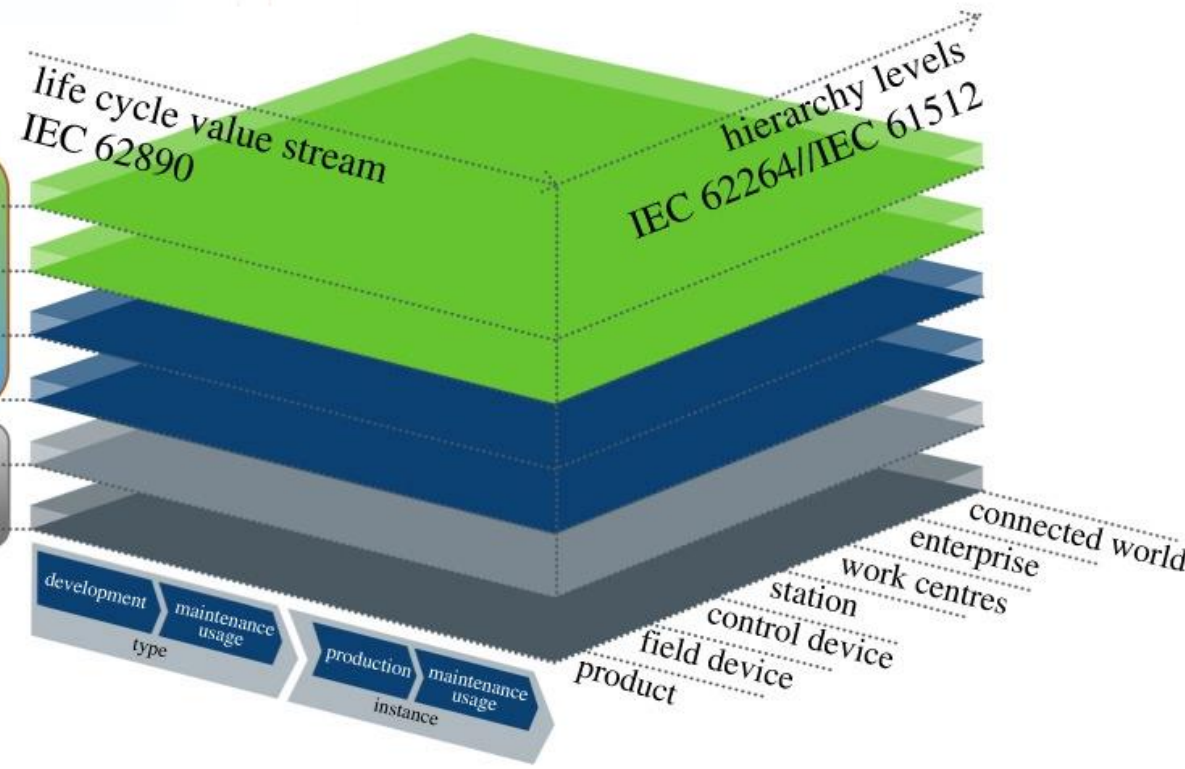 life cycle value stream
IEC 62890
hierarchy levels
IEC 62264//IEC 61512
connected world
enterprise
work centres
station
control device
field device
product
development
maintenance
usage
type
production
maintenance
usage
instance